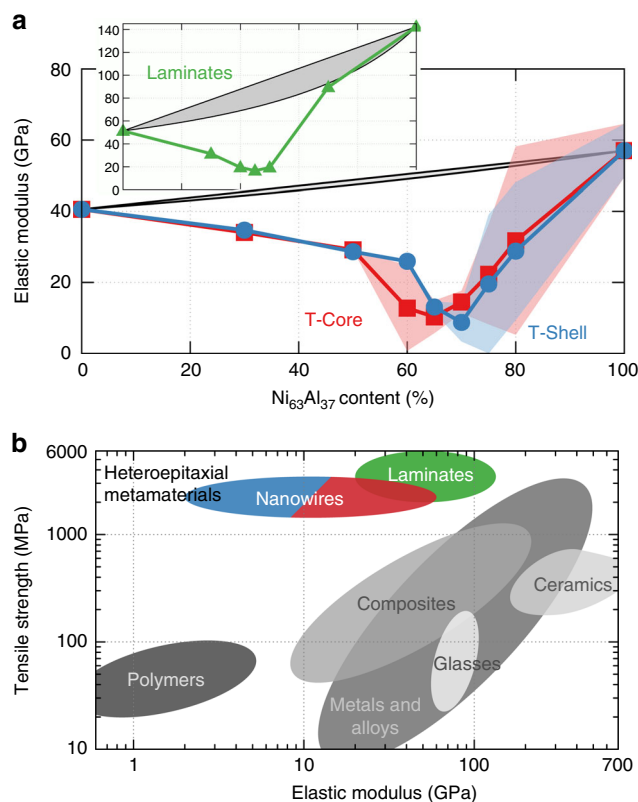 a
140
120
100
80
60
40
20
0
Laminates
80
60
40
20
0
Elastic modulus (GPa)
T-Core
T-Shell
0 20 40 60 80 100
Ni63Al37 content (%)
b
6000
1000
100
10
Tensile strength (MPa)
Heteroepitaxial
metamaterials
Laminates
Nanowires
Composites
Ceramics
Polymers
Glasses
Metals and
alloys
1 10 100 700
Elastic modulus (GPa)